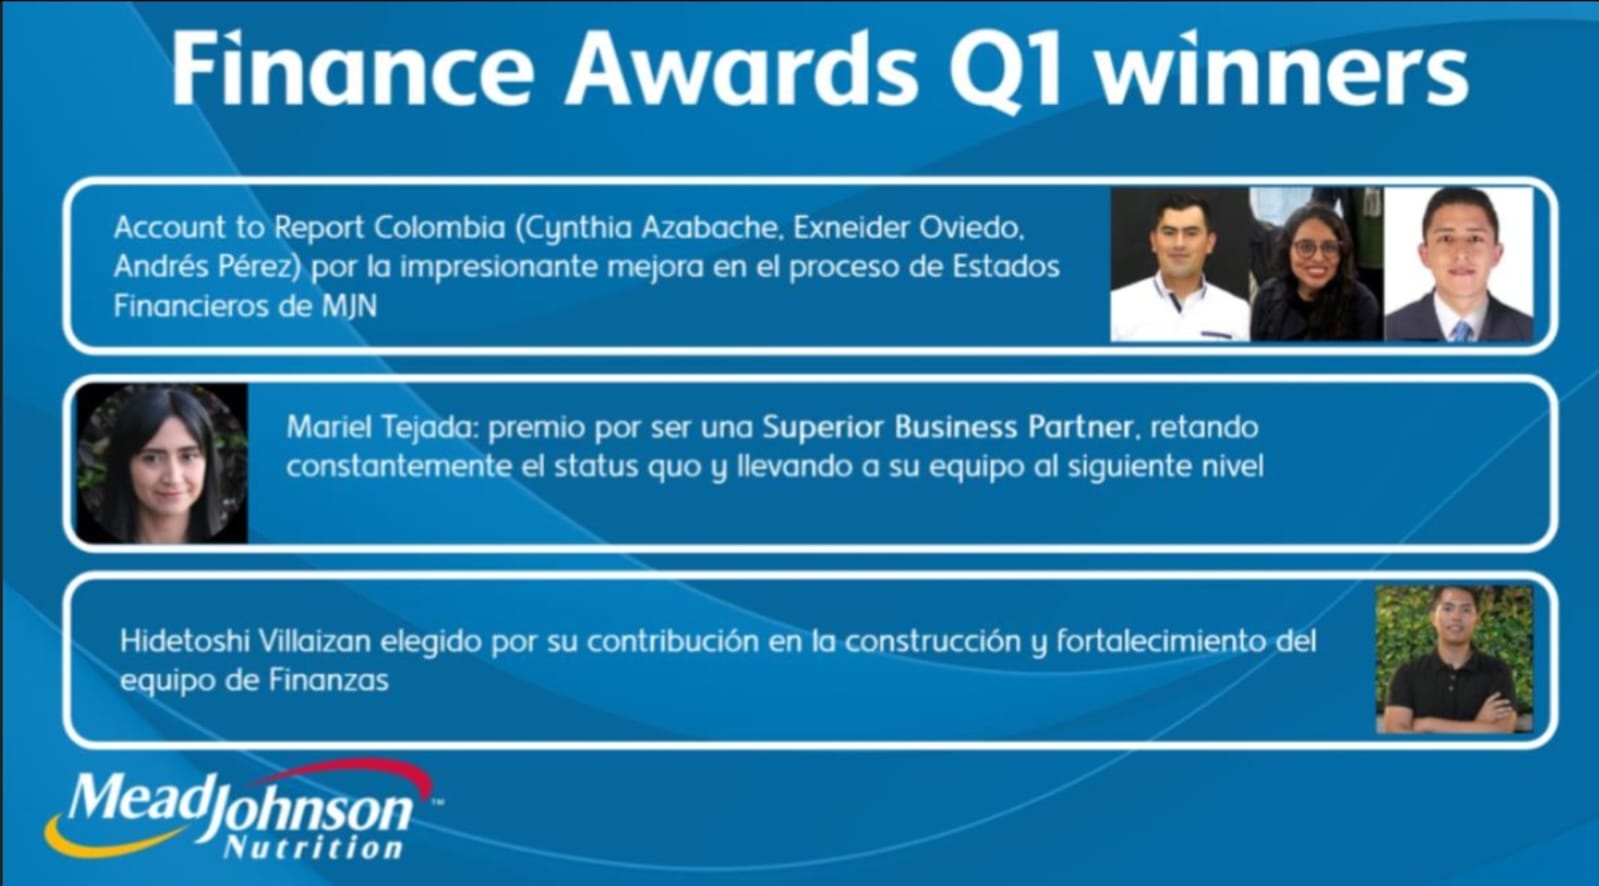 Finance Awards Q1 winners
Account to Report Colombia (Cynthia Azabache, Exneider Oviedo,
Andrés Pérez) por la impresionante mejora en el proceso de Estados
Financieros de MJN
Mariel Tejada: premio por ser una Superior Business Partner, retando
constantemente el status quo y llevando a su equipo al siguiente nivel
Hidetoshi Villaizan elegido por su contribución en la construcción y fortalecimiento del
equipo de Finanzas
MeadJohnson™
Nutrition